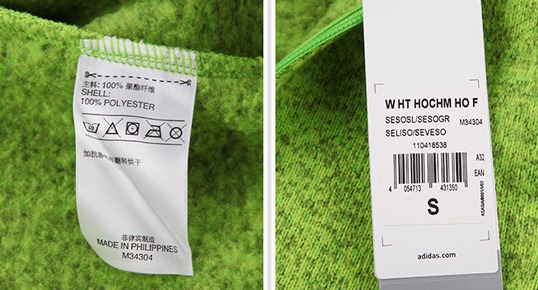 主料: 100% 聚酯纤维
SHELL:
100% POLYESTER
菲律宾制造
MADE IN PHILIPPINES
M34304
W HT HOCHM HO F
SESOSL/SESOGR M34304
SELISO/SEVESO
110418538
A32
EAN
4 054713 431350
S
adidas.com